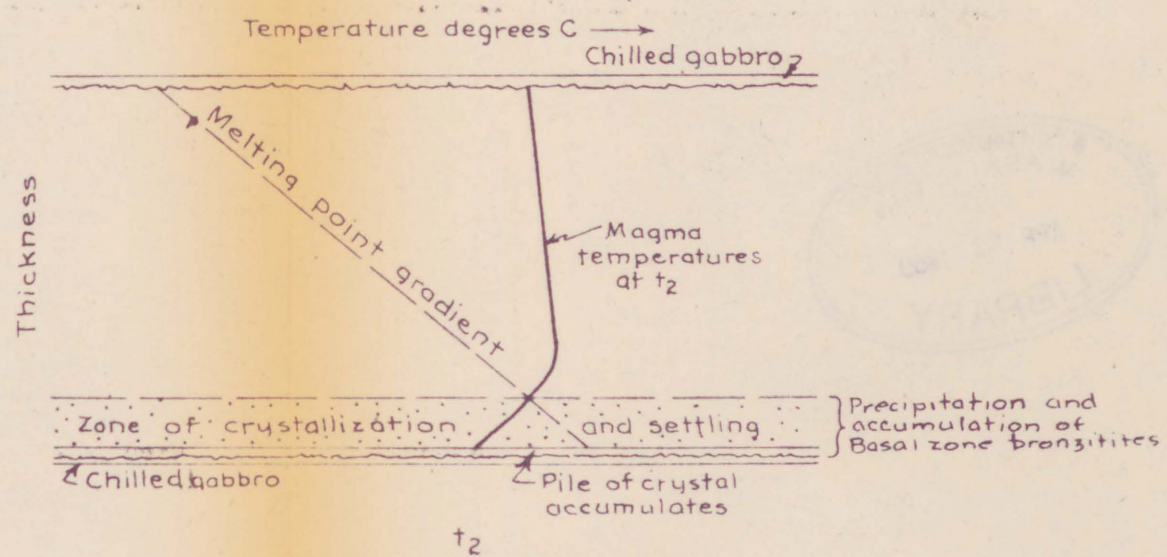 Temperature degrees C
Chilled gabbro
Thickness
Melting point gradient
Magma
temperatures
at t2
Zone of crystallization and settling
Precipitation and
accumulation of
Basal zone bronzitites
Chilled gabbro
Pile of crystal
accumulates
t2
LIBRARY